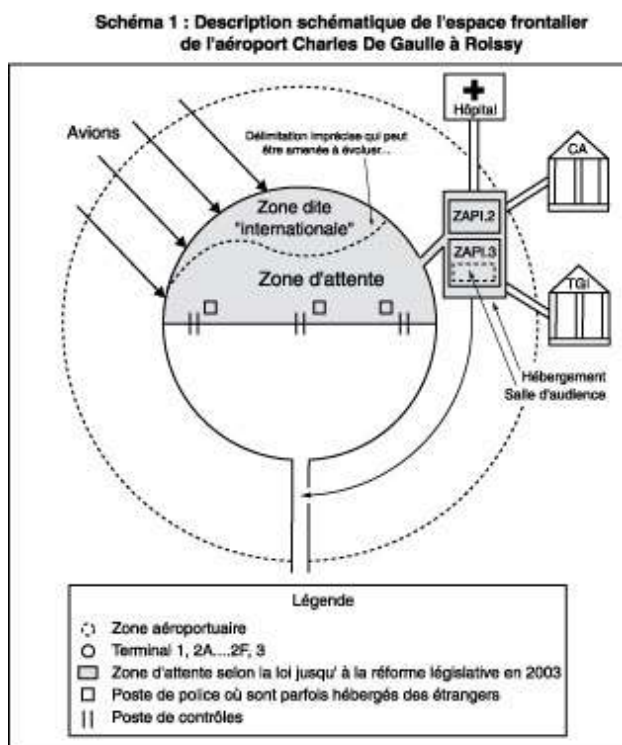 Schéma 1 : Description schématique de l'espace frontalier
de l'aéroport Charles De Gaulle à Roissy
Hôpital
Avions
Délimitation imprécise qui peut
être amenée à évoluer...
CA
Zone dite
"internationale"
ZAPI.2
ZAPI.3
Zone d'attente
TGI
Hébergement
Salle d'audience
Légende
Zone aéroportuaire
Terminal 1, 2A....2F, 3
Zone d'attente selon la loi jusqu' à la réforme législative en 2003
Poste de police où sont parfois hébergés des étrangers
Poste de contrôles